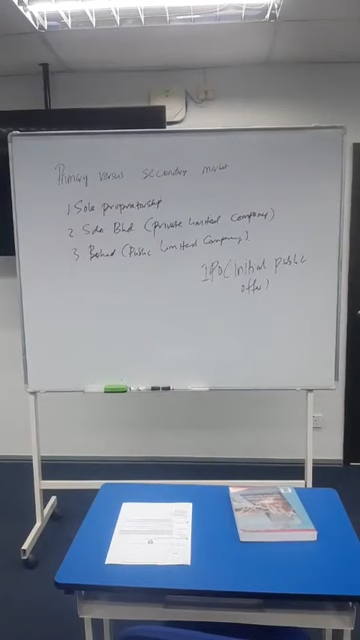 Primary versus secondary market
1 Sole propriatorship
2 Sdn Bhd (Private limited company)
3 Berhad (Public Limited Company)
IPO (Initial public
offer)